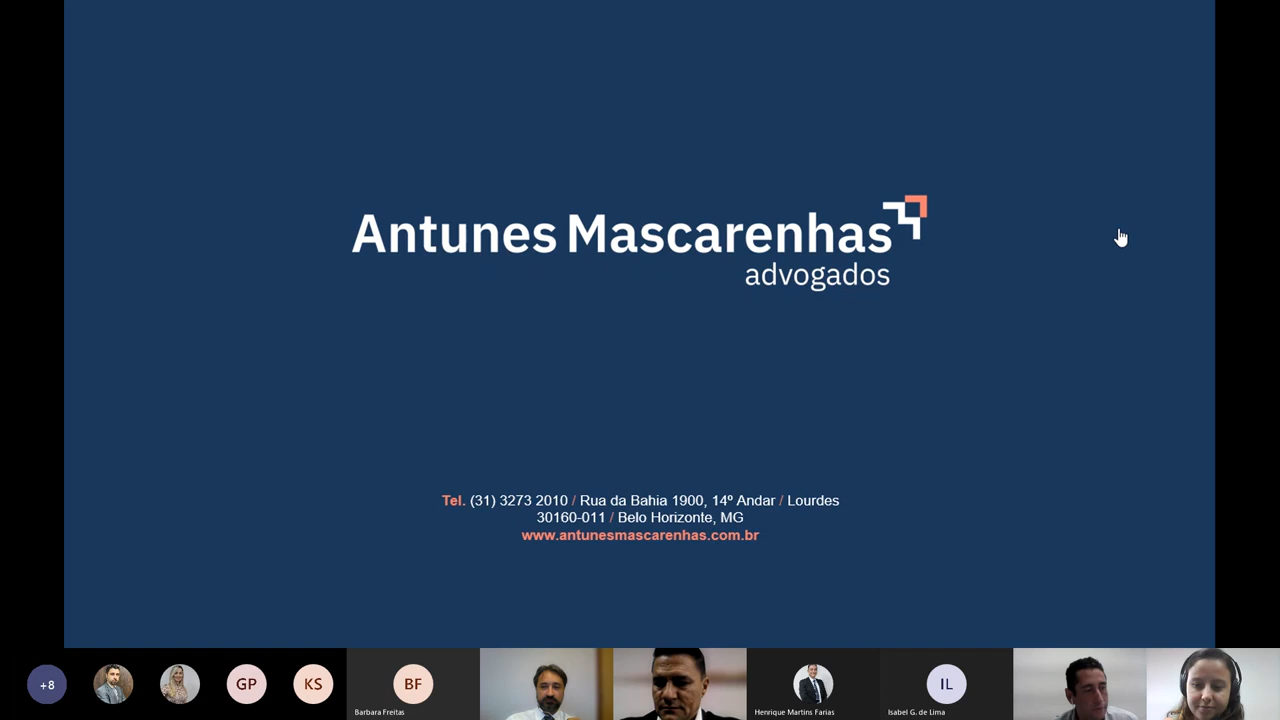 Antunes Mascarenhas
advogados
Tel. (31) 3273 2010 / Rua da Bahia 1900, 14º Andar / Lourdes
30160-011 / Belo Horizonte, MG
www.antunesmascarenhas.com.br
+8
GP
KS
BF
IL
Barbara Freitas
Henrique Martins Farias
Isabel G. de Lima